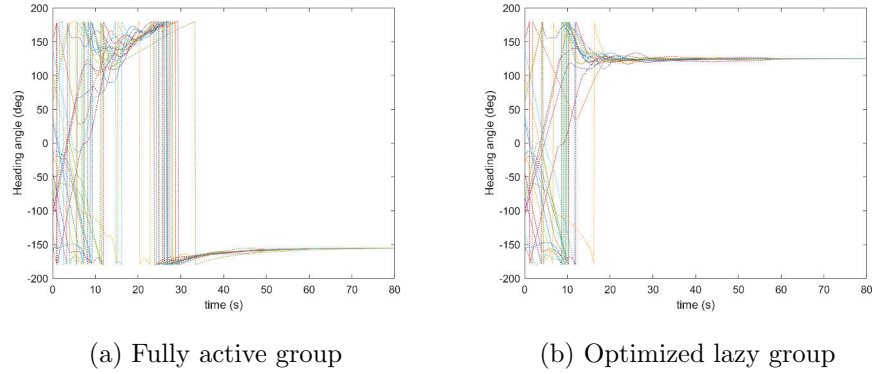 200
150
100
50
0
-50
-100
-150
-200
Heading angle (deg)
0 10 20 30 40 50 60 70 80
time (s)
(a) Fully active group
200
150
100
50
0
-50
-100
-150
-200
Heading angle (deg)
0 10 20 30 40 50 60 70 80
time (s)
(b) Optimized lazy group